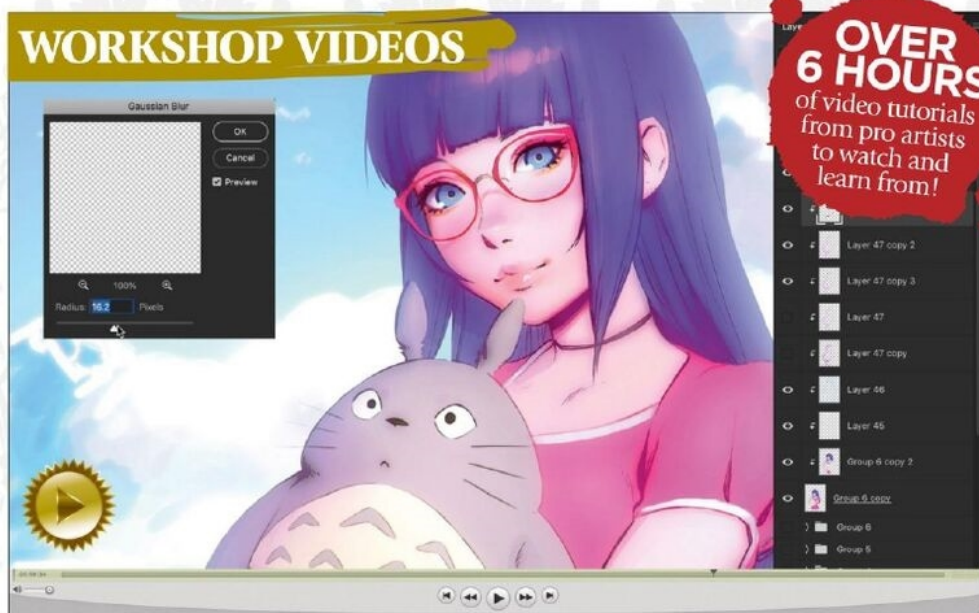 WORKSHOP VIDEOS
OVER
6 HOURS
of video tutorials
from pro artists
to watch and
learn from!
Gaussian Blur
OK
Cancel
Preview
100%
Radius: 16.2 Pixels
Layer 47 copy 2
Layer 47 copy 3
Layer 47
Layer 47 copy
Layer 46
Layer 45
Group 6 copy 2
Group 6 copy
Group 6
Group 5